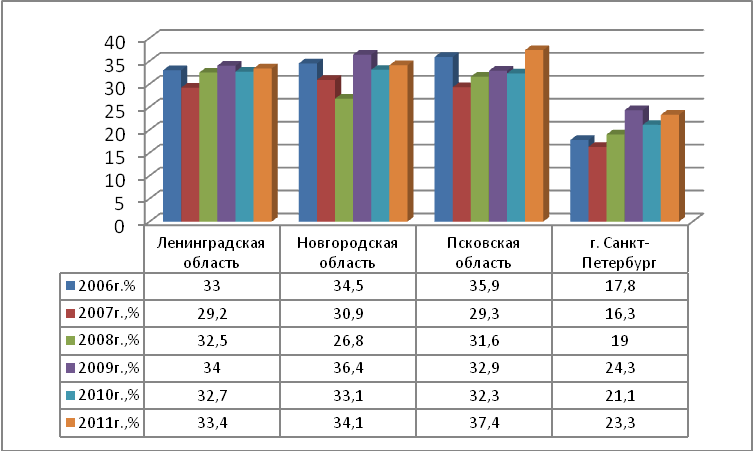 40
35
30
25
20
15
10
5
0
Ленинградская область
Новгородская область
Псковская область
г. Санкт-Петербург
2006г.% 33 34,5 35,9 17,8
2007г.,% 29,2 30,9 29,3 16,3
2008г.,% 32,5 26,8 31,6 19
2009г.,% 34 36,4 32,9 24,3
2010г.,% 32,7 33,1 32,3 21,1
2011г.,% 33,4 34,1 37,4 23,3